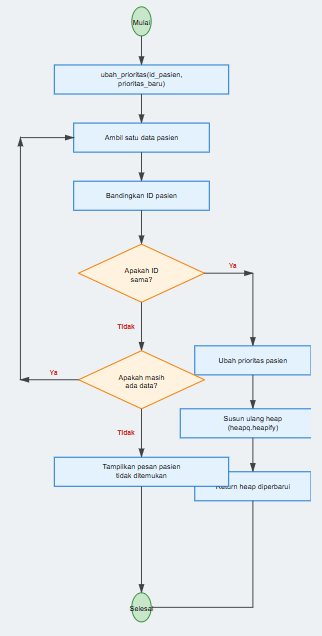 Mulai
ubah_prioritas(id_pasien,
prioritas_baru)
Ambil satu data pasien
Bandingkan ID pasien
Apakah ID
sama?
Ya
Tidak
Ubah prioritas pasien
Apakah masih
ada data?
Ya
Susun ulang heap
(heapq.heapify)
Tidak
Tampilkan pesan pasien
tidak ditemukan
heap diperbarui
Selesai